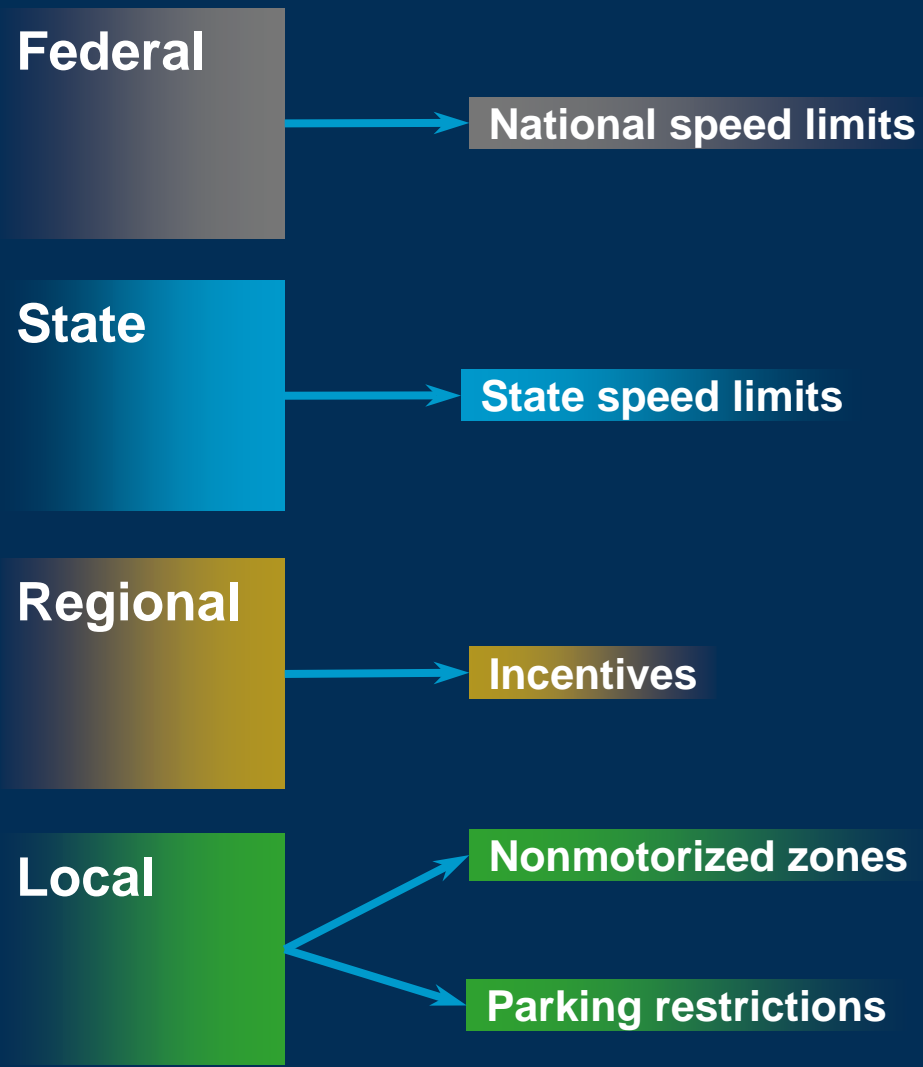 Federal
National speed limits
State
State speed limits
Regional
Incentives
Local
Nonmotorized zones
Parking restrictions